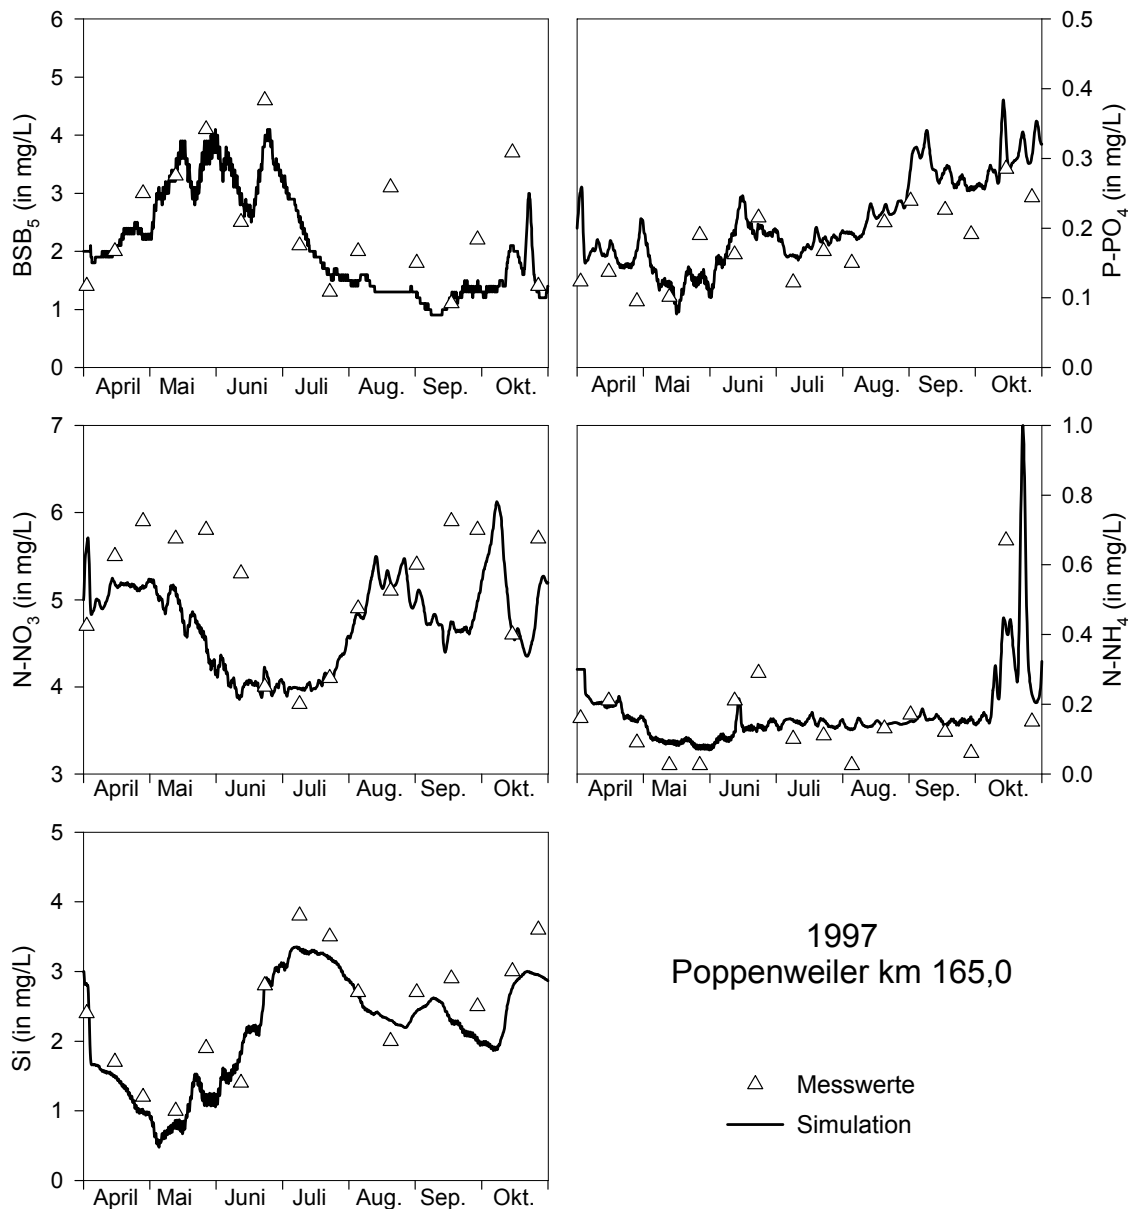 6
5
4
3
2
1
0
BSB5 (in mg/L)
April Mai Juni Juli Aug. Sep. Okt.
0.5
0.4
0.3
0.2
0.1
0.0
P-PO4 (in mg/L)
April Mai Juni Juli Aug. Sep. Okt.
7
6
5
4
3
N-NO3 (in mg/L)
April Mai Juni Juli Aug. Sep. Okt.
1.0
0.8
0.6
0.4
0.2
0.0
N-NH4 (in mg/L)
April Mai Juni Juli Aug. Sep. Okt.
5
4
3
2
1
0
Si (in mg/L)
April Mai Juni Juli Aug. Sep. Okt.
1997
Poppenweiler km 165,0
Messwerte
Simulation